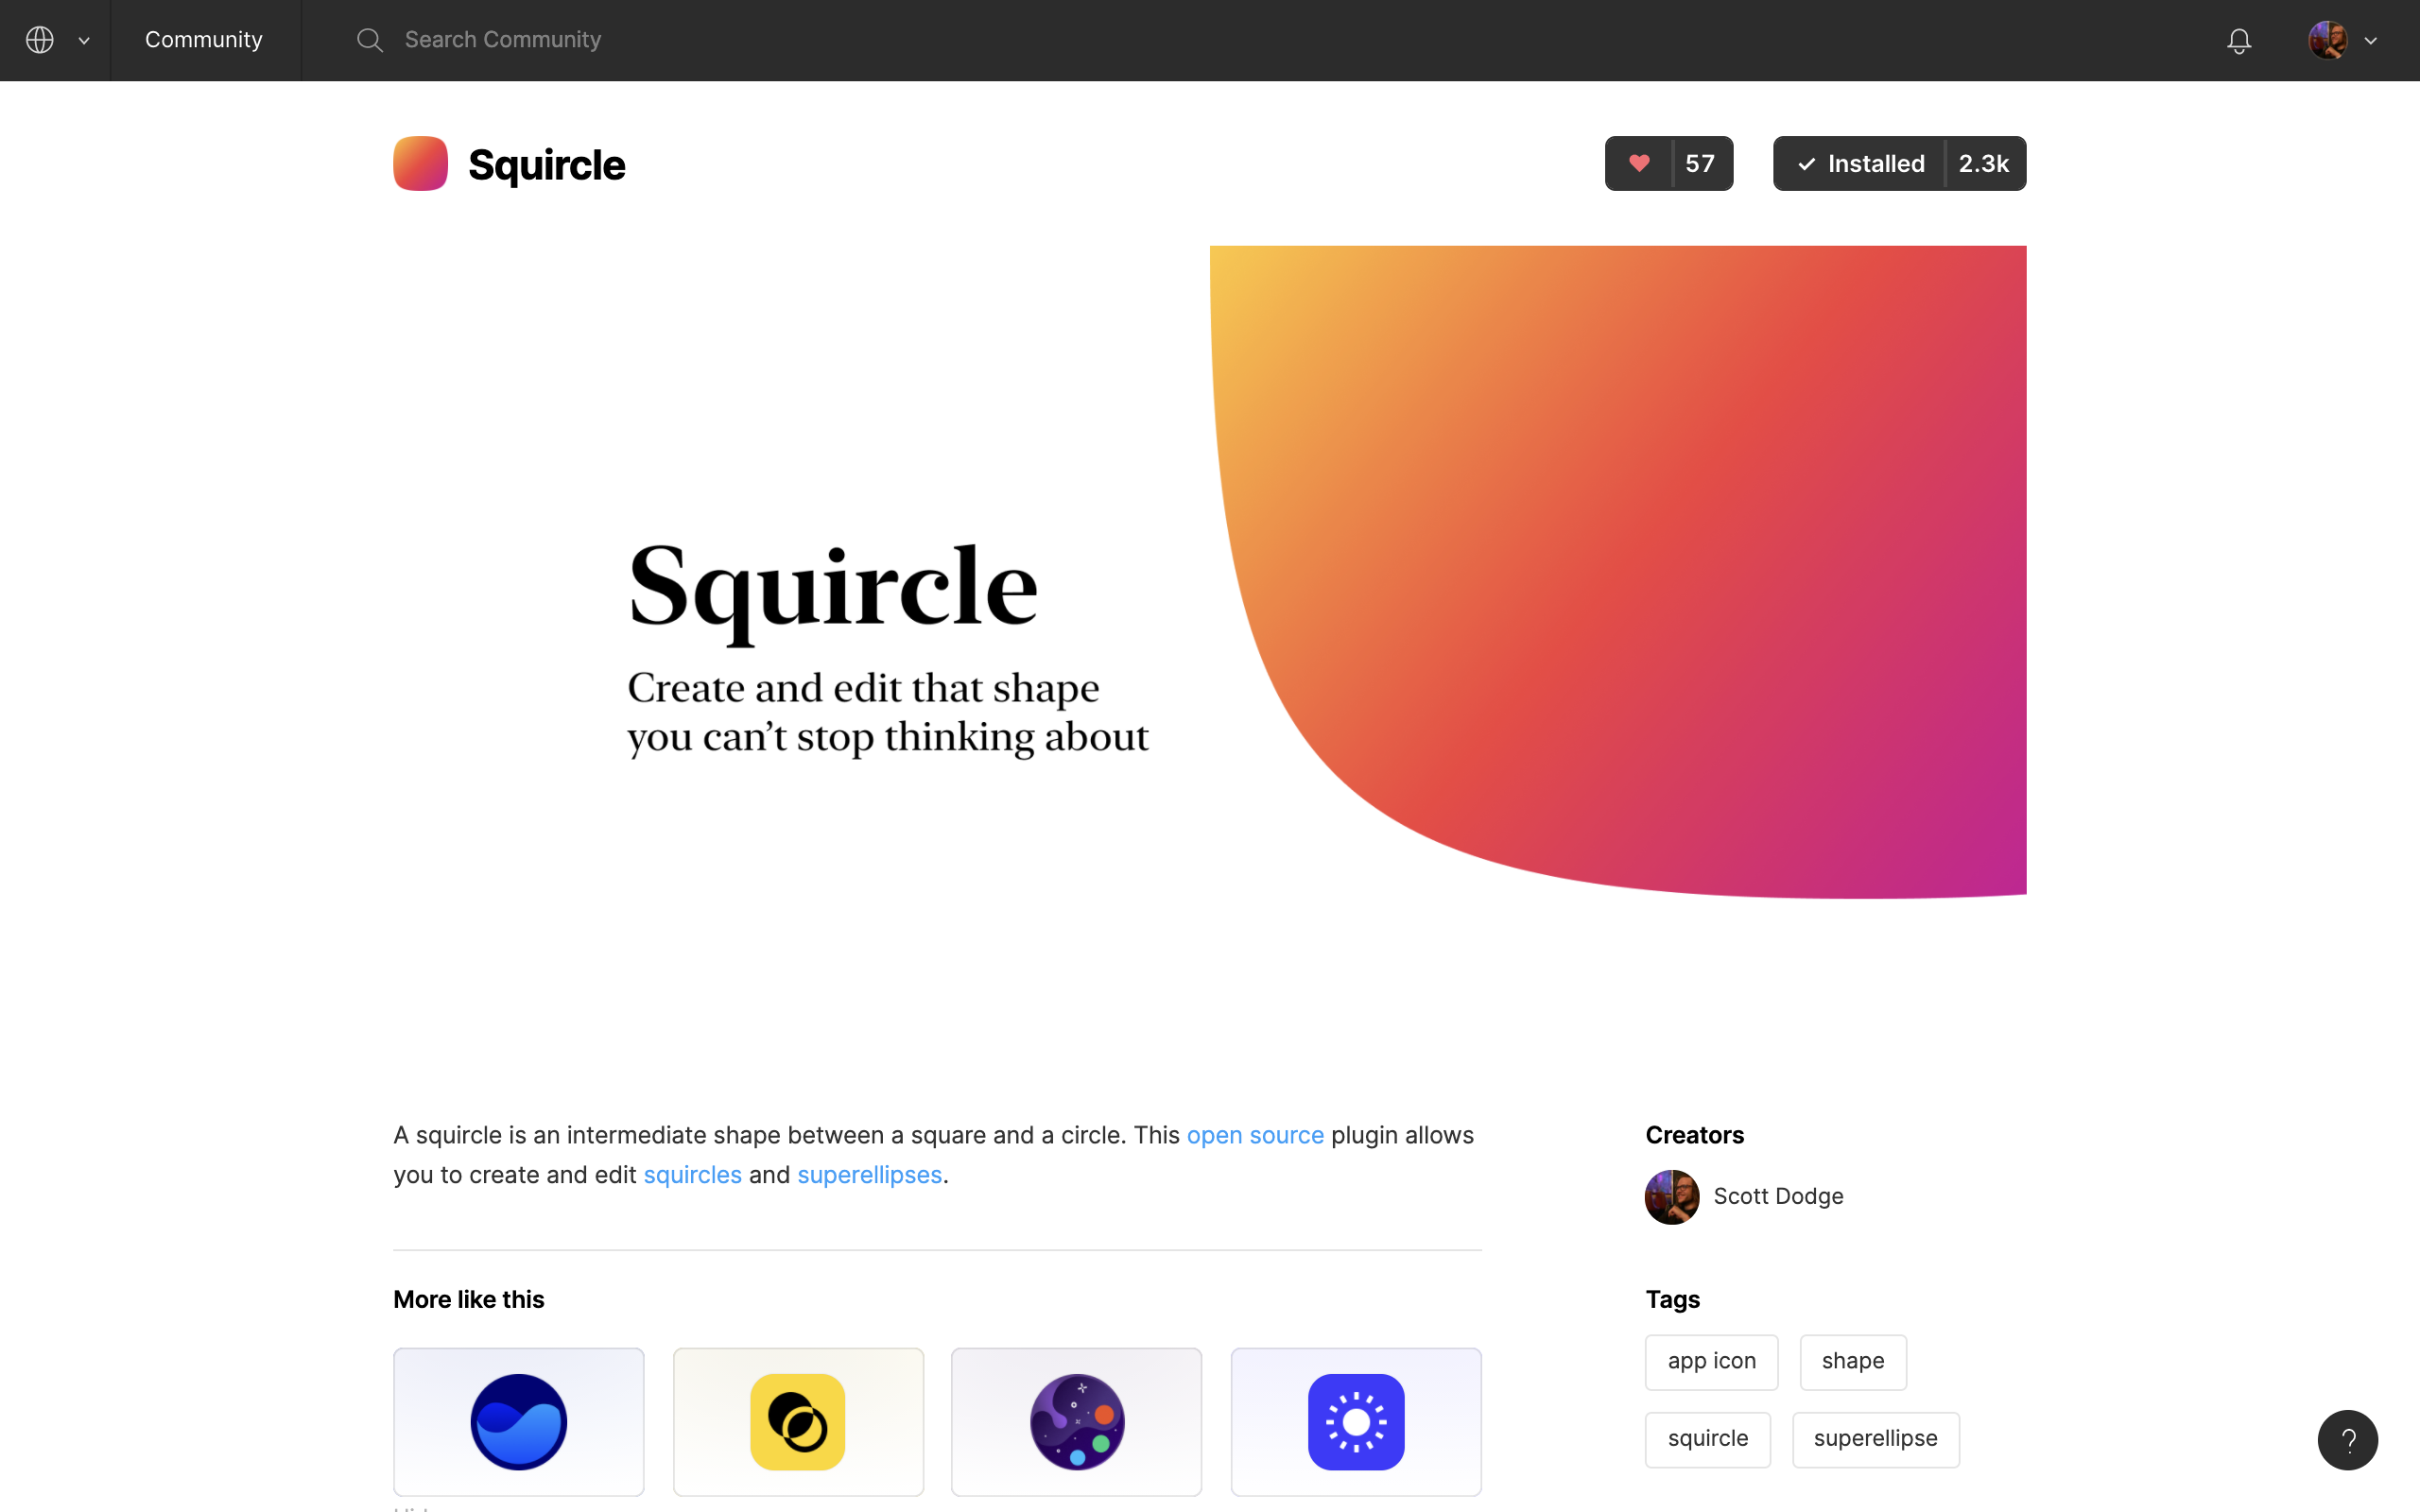 Community
Search Community
Squircle
57
Installed
2.3k
Squircle
Create and edit that shape
you can’t stop thinking about
A squircle is an intermediate shape between a square and a circle. This open source plugin allows
you to create and edit squircles and superellipses.
Creators
Scott Dodge
More like this
Tags
app icon
shape
squircle
superellipse
?